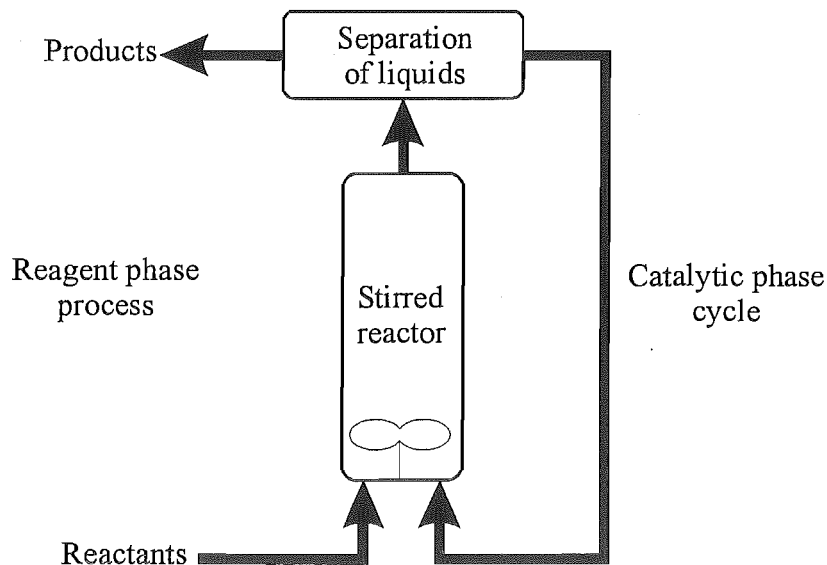 Products
Separation
of liquids
Reagent phase
process
Stirred
reactor
Catalytic phase
cycle
Reactants